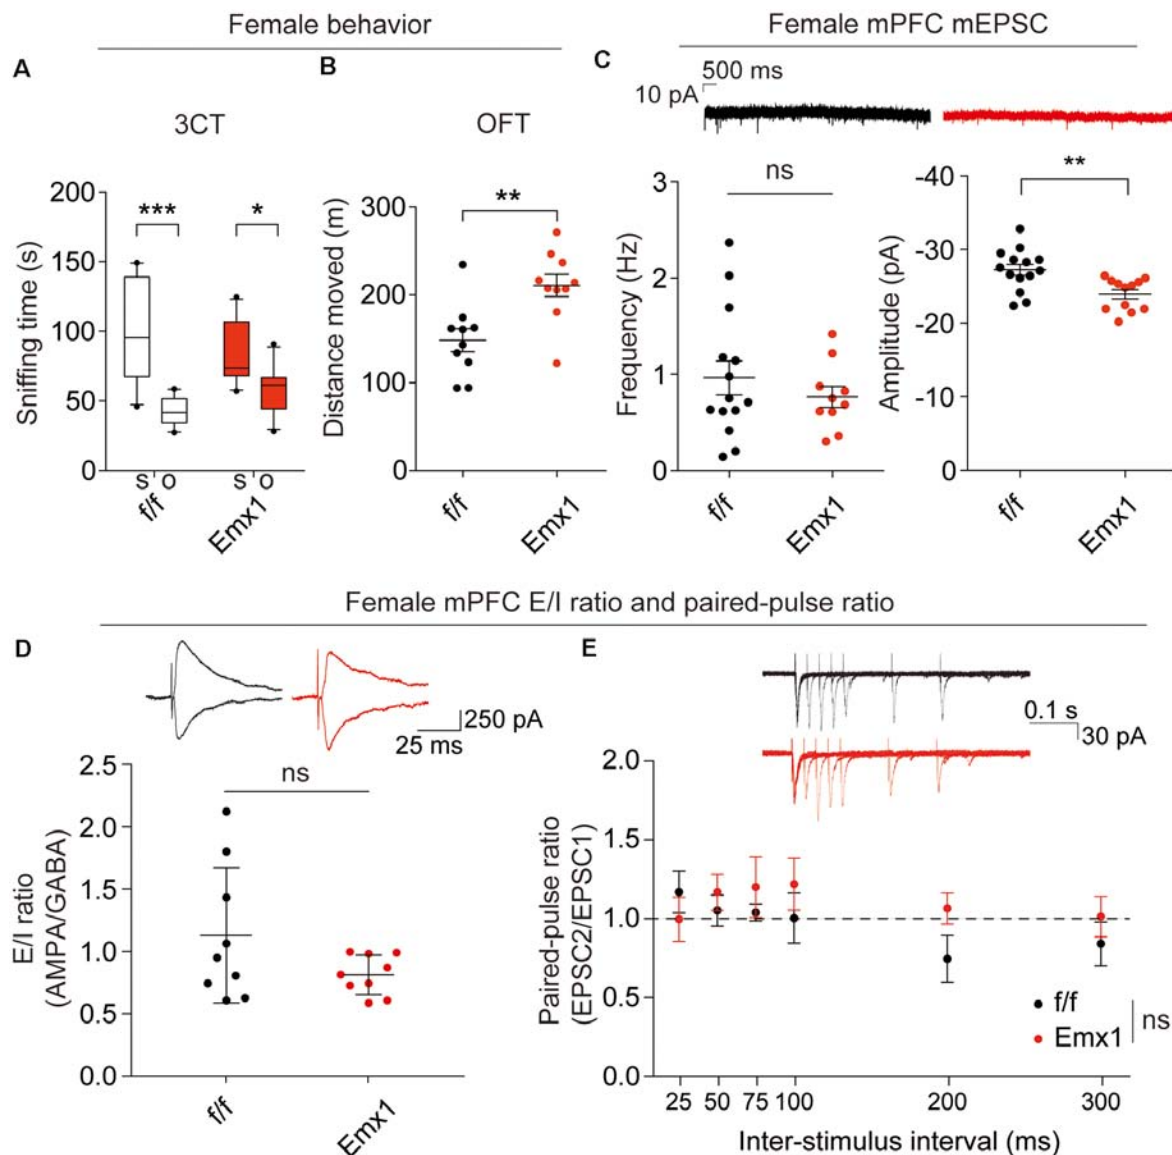 Female behavior
Female mPFC mEPSC
A
B
C
3CT
OFT
500 ms
10 pA
200
150
100
50
0
Sniffing time (s)
***
*
s o
s o
f/f
Emx1
300
200
100
0
Distance moved (m)
**
f/f
Emx1
3
2
1
0
Frequency (Hz)
ns
f/f
Emx1
-40
-30
-20
-10
0
Amplitude (pA)
**
f/f
Emx1
Female mPFC E/I ratio and paired-pulse ratio
D
E
250 pA
25 ms
2.5
2.0
1.5
1.0
0.5
0.0
E/I ratio
(AMPA/GABA)
ns
f/f
Emx1
0.1 s
30 pA
2.0
1.5
1.0
0.5
0.0
Paired-pulse ratio
(EPSC2/EPSC1)
f/f
Emx1
ns
25 50 75 100 200 300
Inter-stimulus interval (ms)